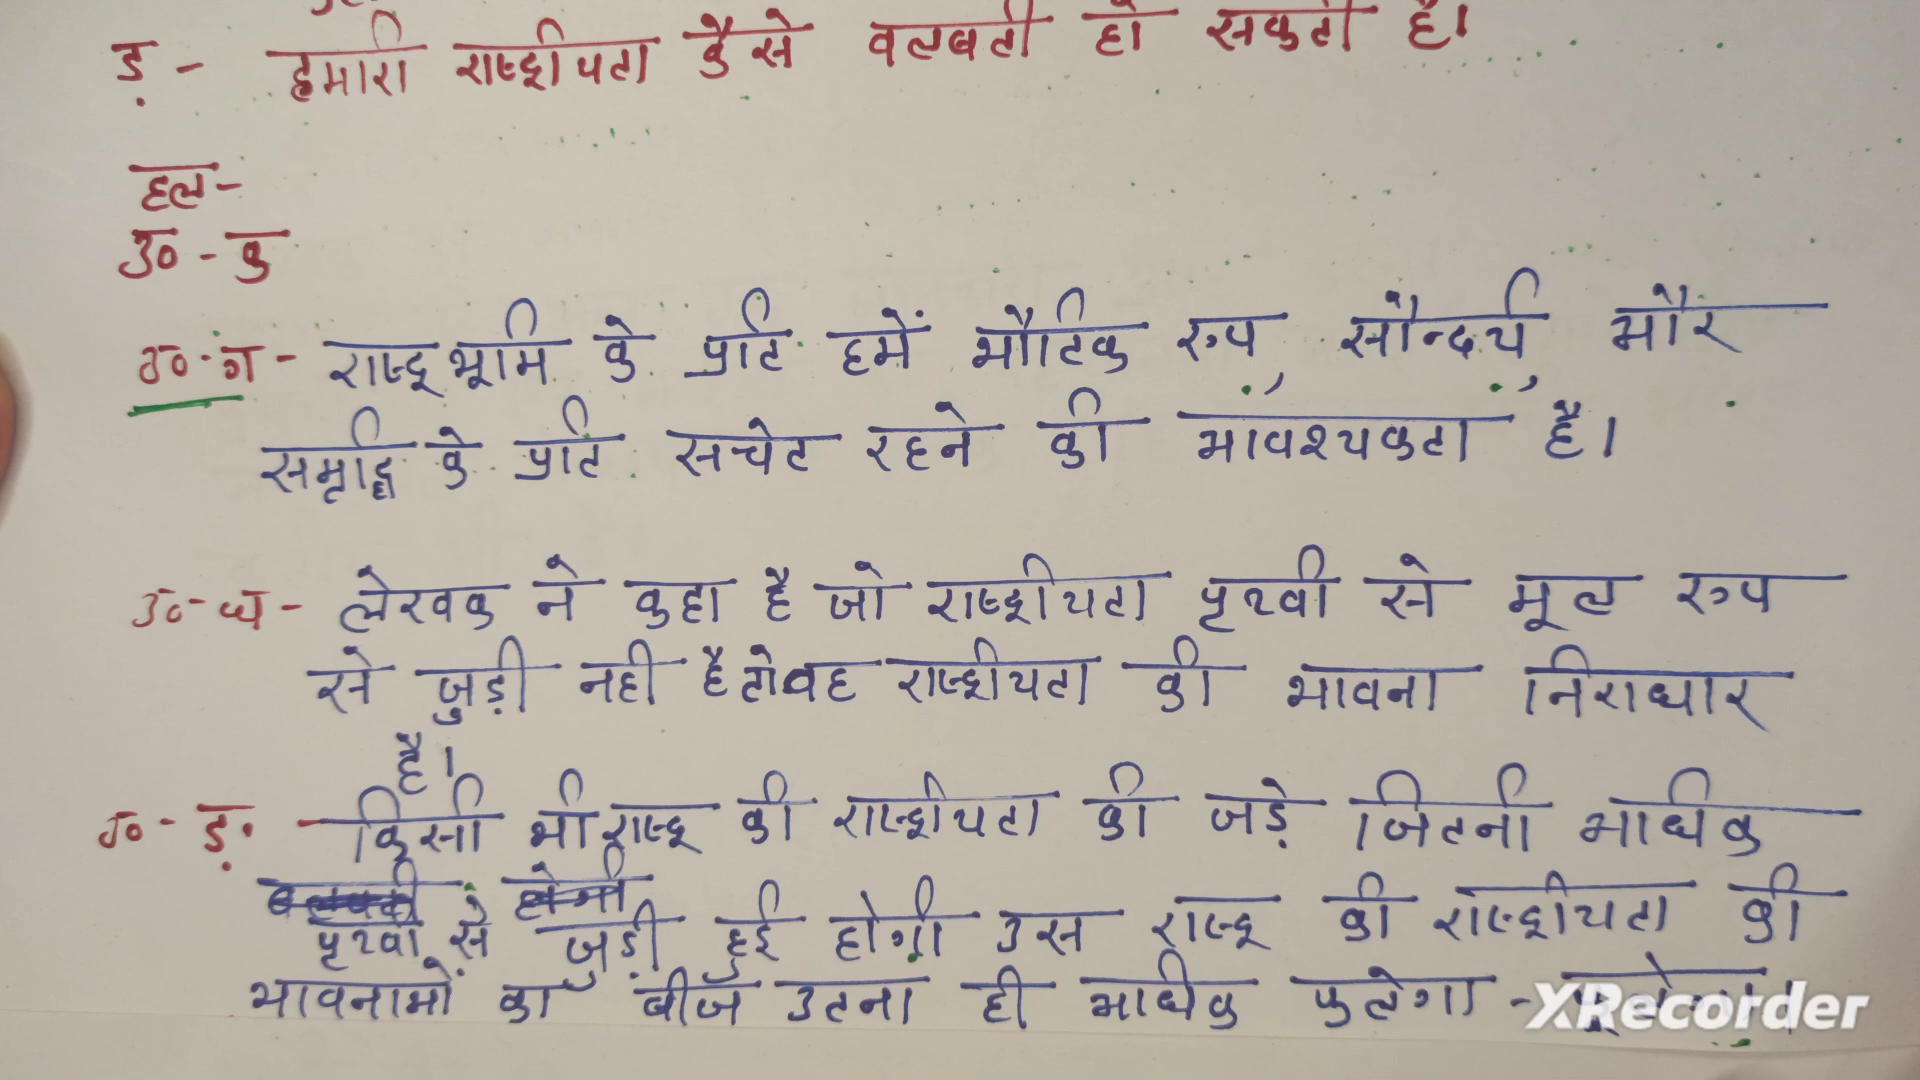 ड़ - हमारी राष्ट्रीयता कैसे बलवती हो सकती है।
हल-
उ० - क
उ०-ग - राष्ट्रभूमि के प्रति हमें भौतिक रुप, सौन्दर्य, और
समृद्धि के प्रति सचेत रहने की आवश्यकता है।
उ०-घ - लेखक ने कहा है जो राष्ट्रीयता पृथ्वी से मूल रुप
से जुड़ी नही है तो वह राष्ट्रीयता की भावना निराधार
है।
उ० - ड़ - किसी भी राष्ट्र की राष्ट्रीयता की जड़े जितनी अधिक
पृथ्वी से जुड़ी हुई होगी उस राष्ट्र की राष्ट्रीयता की
भावनाओं का बीज उतना ही अधिक फलेगा -
XRecorder